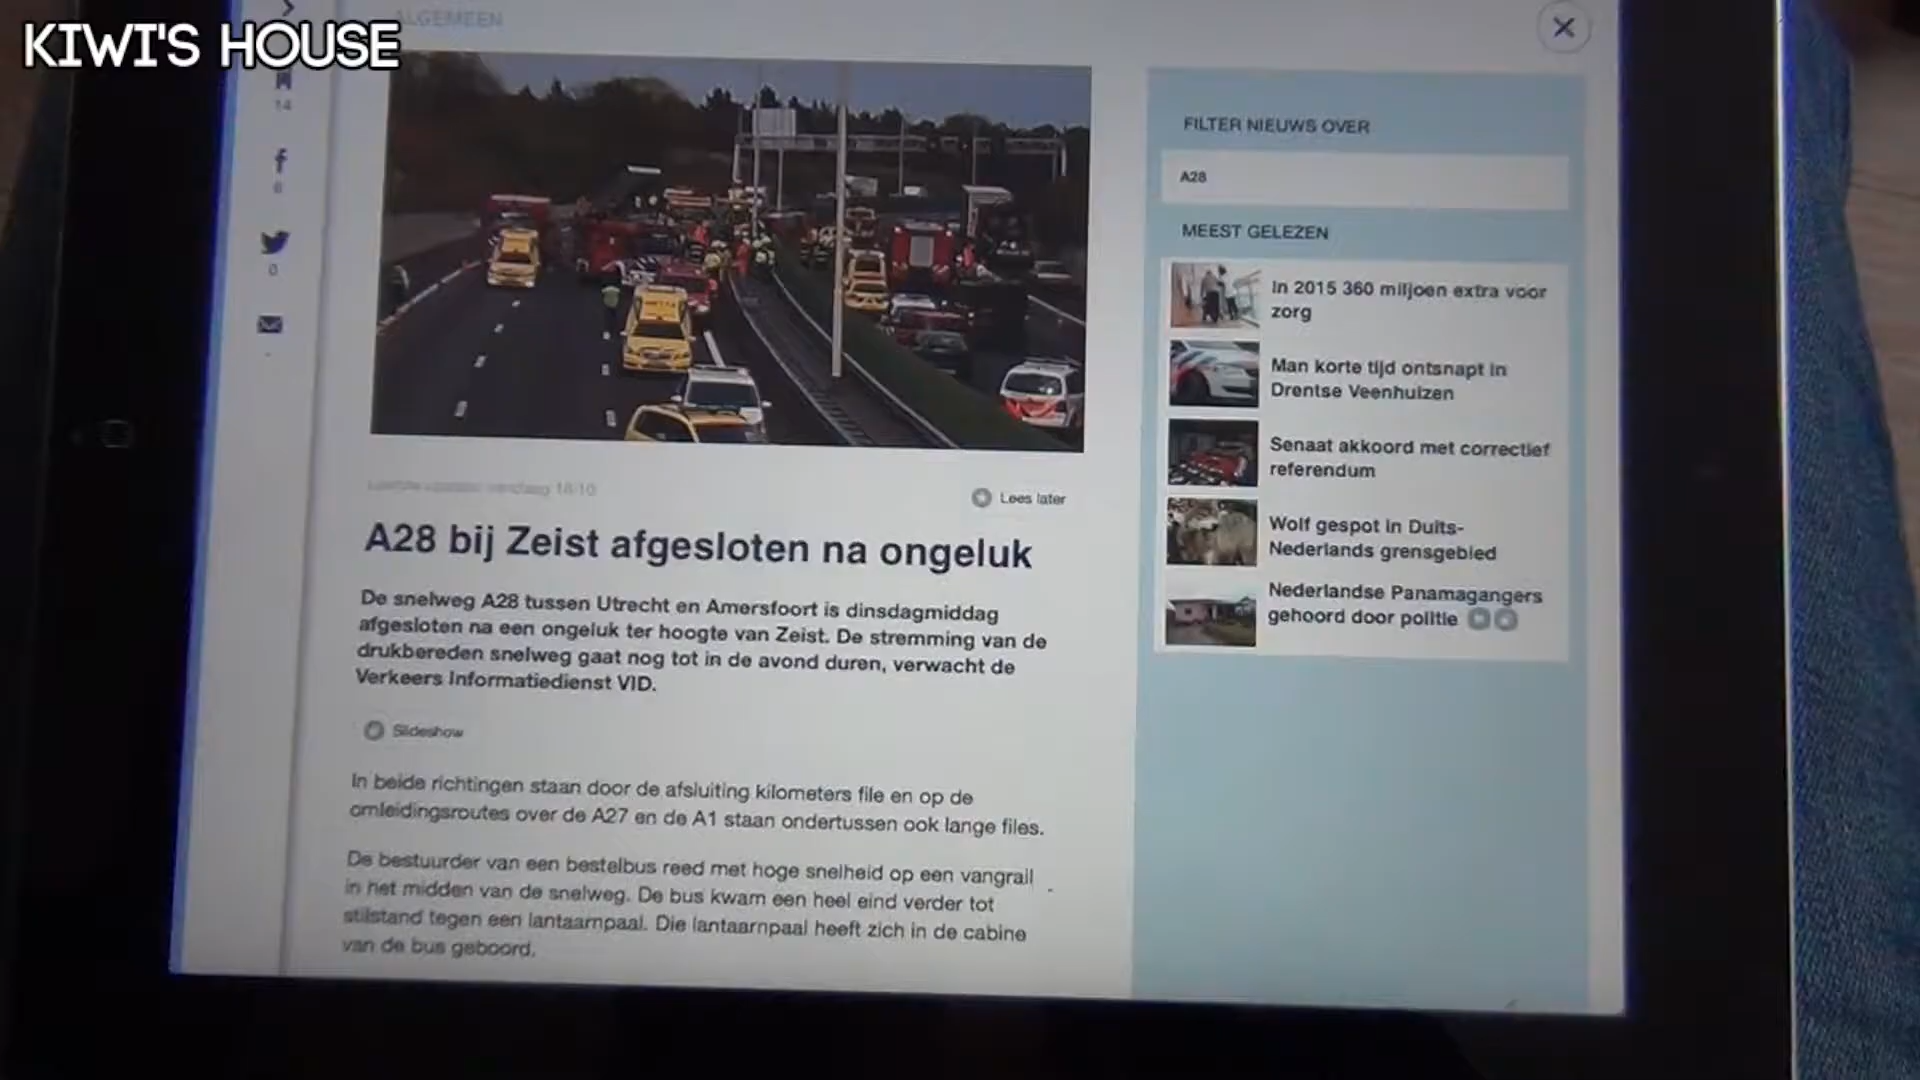 KIWI'S HOUSE
ALGEMEEN
14
6
0
Lees later
A28 bij Zeist afgesloten na ongeluk
De snelweg A28 tussen Utrecht en Amersfoort is dinsdagmiddag
afgesloten na een ongeluk ter hoogte van Zeist. De stremming van de
drukbereden snelweg gaat nog tot in de avond duren, verwacht de
Verkeers Informatiedienst VID.
Slideshow
In beide richtingen staan door de afsluiting kilometers file en op de
omleidingsroutes over de A27 en de A1 staan ondertussen ook lange files.
De bestuurder van een bestelbus reed met hoge snelheid op een vangrail
in het midden van de snelweg. De bus kwam een heel eind verder tot
stilstand tegen een lantaarnpaal. Die lantaarnpaal heeft zich in de cabine
van de bus geboord.
FILTER NIEUWS OVER
A28
MEEST GELEZEN
In 2015 360 miljoen extra voor
zorg
Man korte tijd ontsnapt in
Drentse Veenhuizen
Senaat akkoord met correctief
referendum
Wolf gespot in Duits-
Nederlands grensgebied
Nederlandse Panamagangers
gehoord door politie